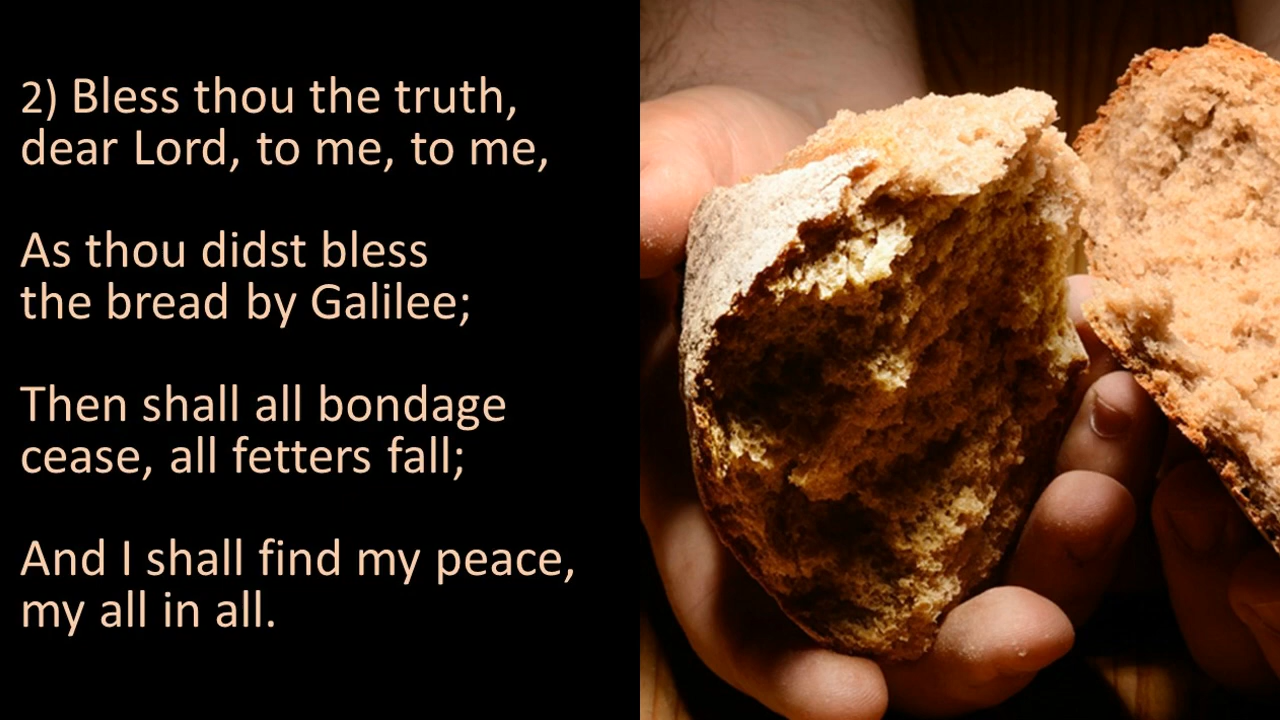 2) Bless thou the truth,
dear Lord, to me, to me,
As thou didst bless
the bread by Galilee;
Then shall all bondage
cease, all fetters fall;
And I shall find my peace,
my all in all.